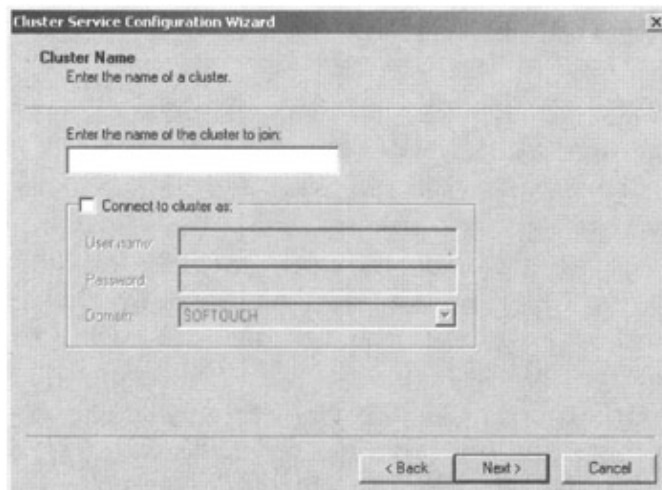 Cluster Service Configuration Wizard
Cluster Name
Enter the name of a cluster.
Enter the name of the cluster to join:
Connect to cluster as:
User name:
Password:
Domain:
SOFTOUCH
< Back
Next >
Cancel